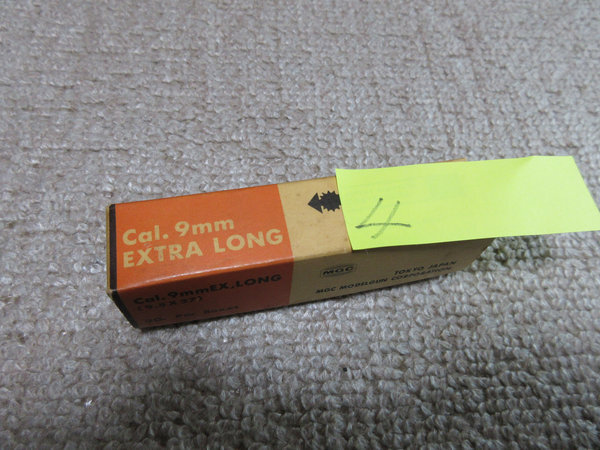 Cal. 9mm
EXTRA LONG
4
Cal. 9mmEX, LONG
MGC
TOKYO JAPAN
MGC MODELGUN CORPORATION